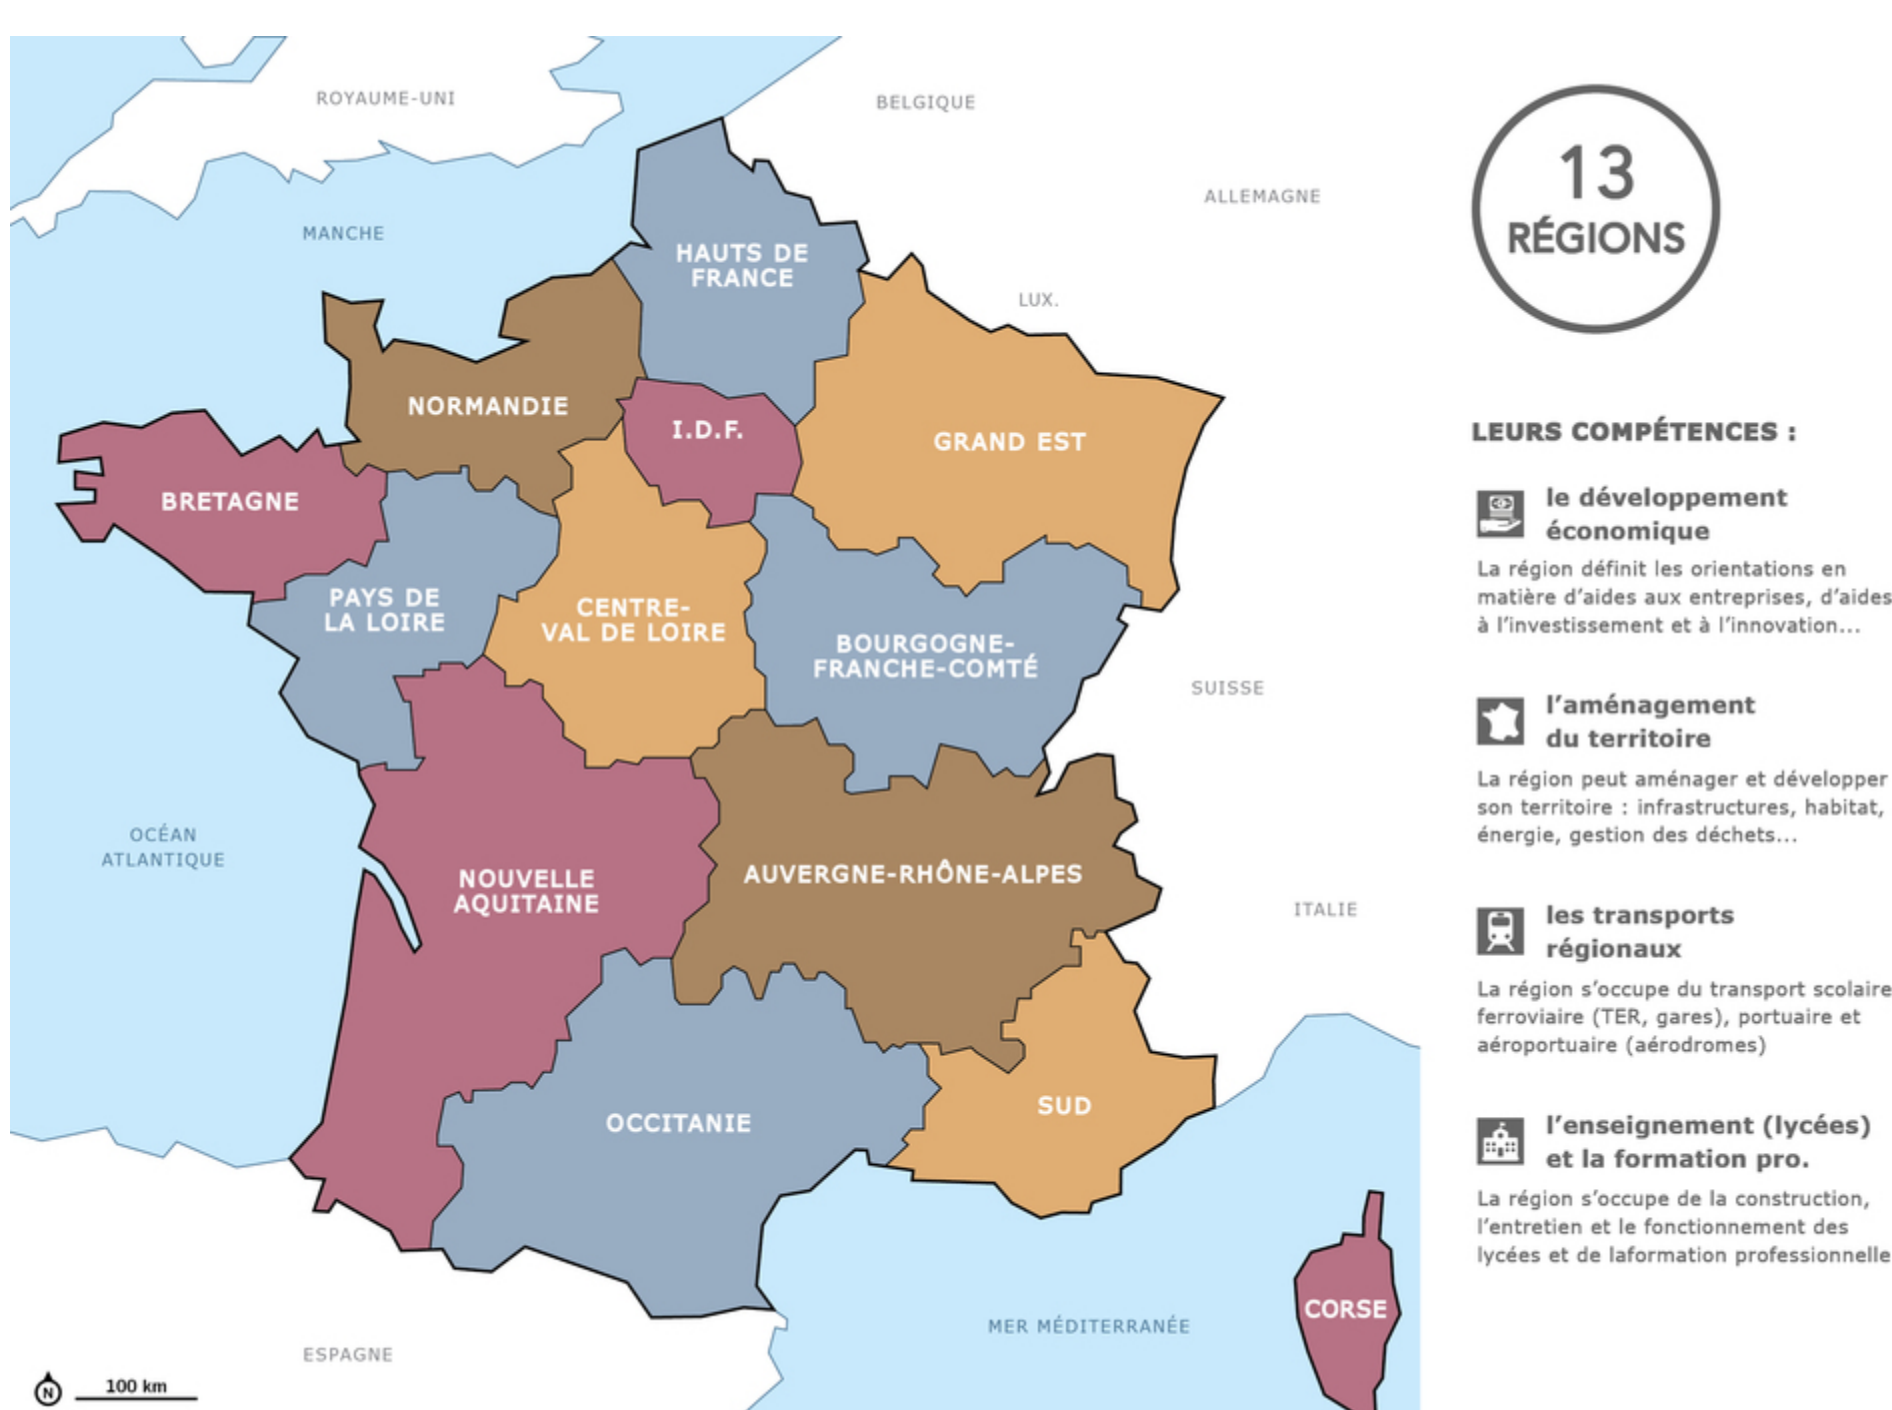 ROYAUME-UNI
BELGIQUE
ALLEMAGNE
MANCHE
HAUTS DE
FRANCE
LUX.
NORMANDIE
I.D.F.
GRAND EST
BRETAGNE
PAYS DE
LA LOIRE
CENTRE-
VAL DE LOIRE
BOURGOGNE-
FRANCHE-COMTÉ
SUISSE
OCÉAN
ATLANTIQUE
NOUVELLE
AQUITAINE
AUVERGNE-RHÔNE-ALPES
ITALIE
OCCITANIE
SUD
CORSE
MER MÉDITERRANÉE
ESPAGNE
N
100 km
13
RÉGIONS
LEURS COMPÉTENCES :
le développement
économique
La région définit les orientations en
matière d'aides aux entreprises, d'aides
à l'investissement et à l'innovation...
l'aménagement
du territoire
La région peut aménager et développer
son territoire : infrastructures, habitat,
énergie, gestion des déchets...
les transports
régionaux
La région s'occupe du transport scolaire
ferroviaire (TER, gares), portuaire et
aéroportuaire (aérodromes)
l'enseignement (lycées)
et la formation pro.
La région s'occupe de la construction,
l'entretien et le fonctionnement des
lycées et de laformation professionnelle